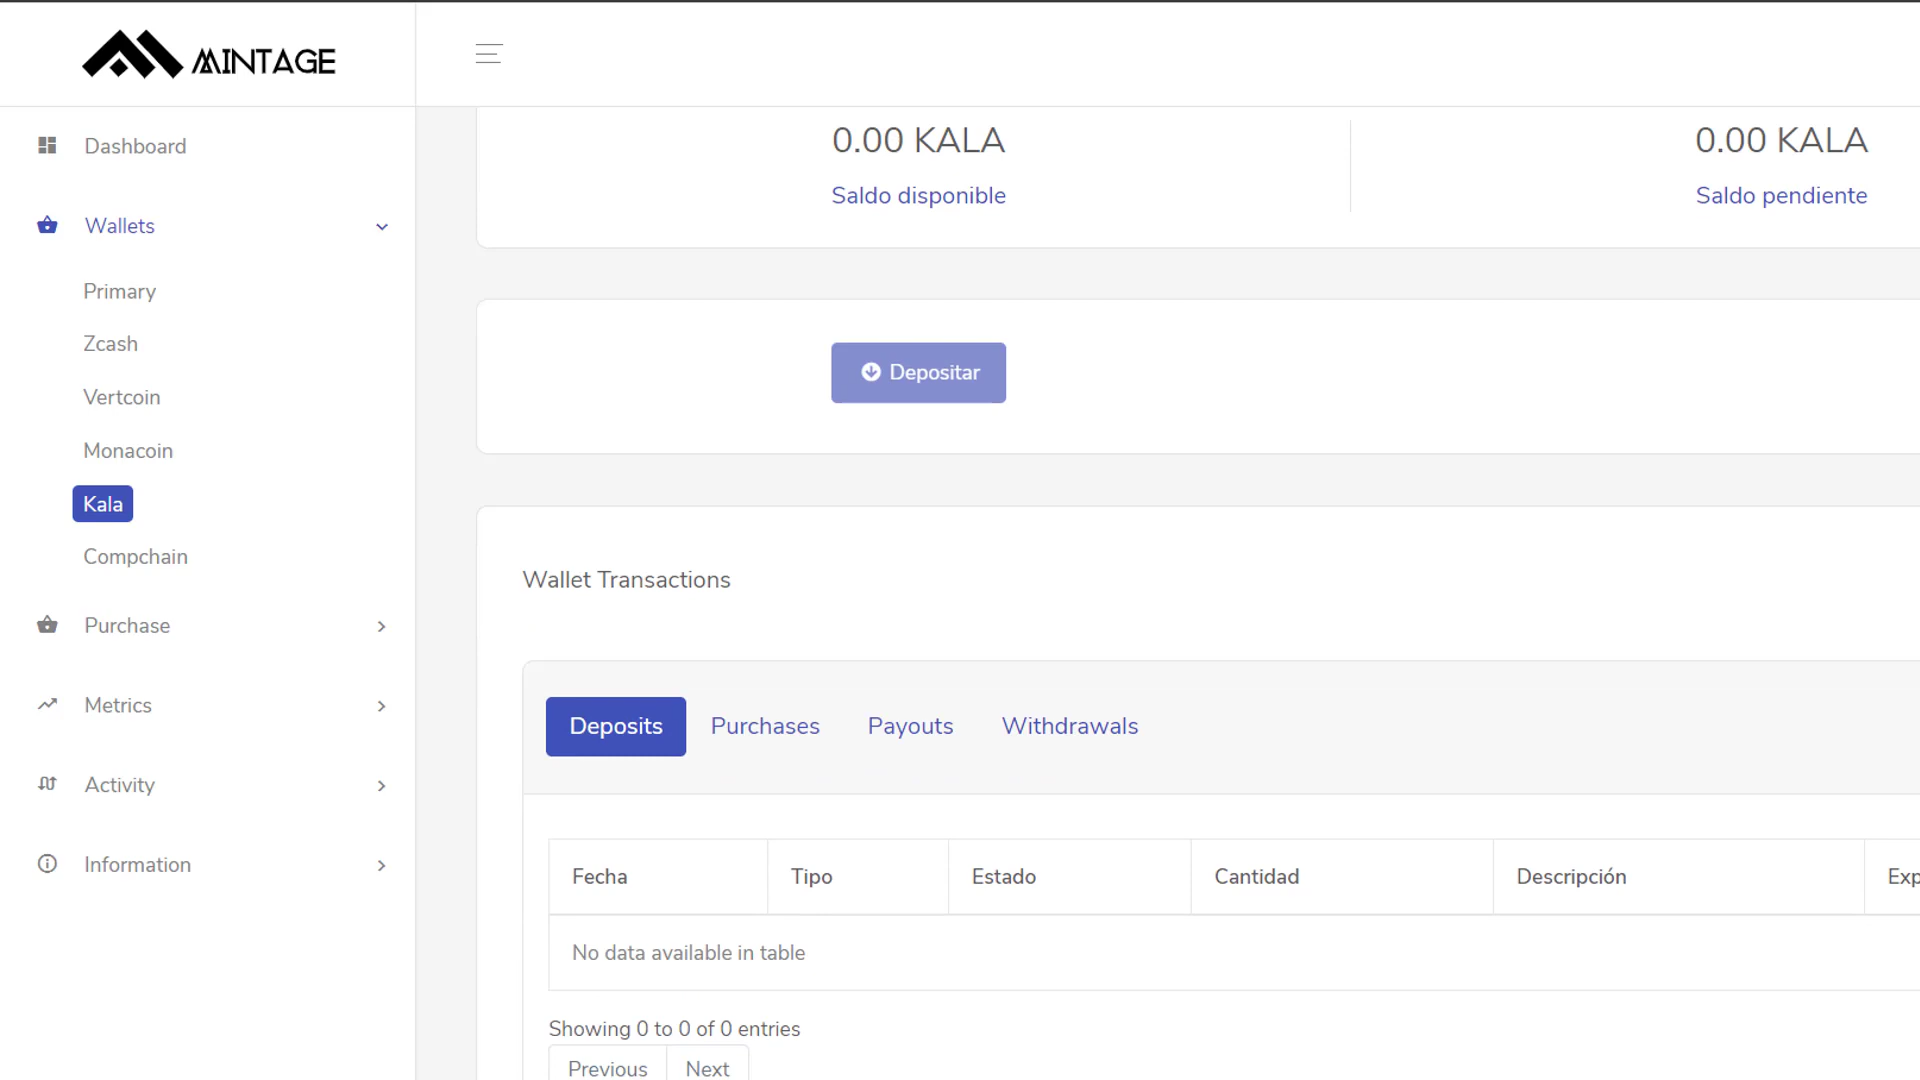 MINTAGE
Dashboard
Wallets
Primary
Zcash
Vertcoin
Monacoin
Kala
Compchain
Purchase
Metrics
Activity
Information
0.00 KALA
Saldo disponible
0.00 KALA
Saldo pendiente
Depositar
Wallet Transactions
Deposits Purchases Payouts Withdrawals
Fecha Tipo Estado Cantidad Descripción Exp
No data available in table
Showing 0 to 0 of 0 entries
Previous Next